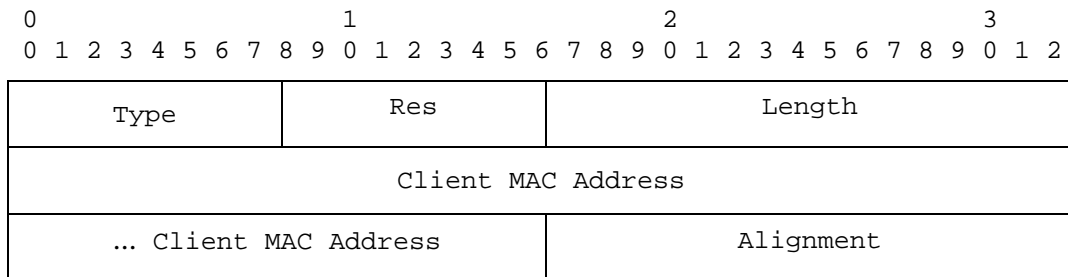 0 1 2 3
0 1 2 3 4 5 6 7 8 9 0 1 2 3 4 5 6 7 8 9 0 1 2 3 4 5 6 7 8 9 0 1 2
Type Res Length
Client MAC Address
… Client MAC Address Alignment